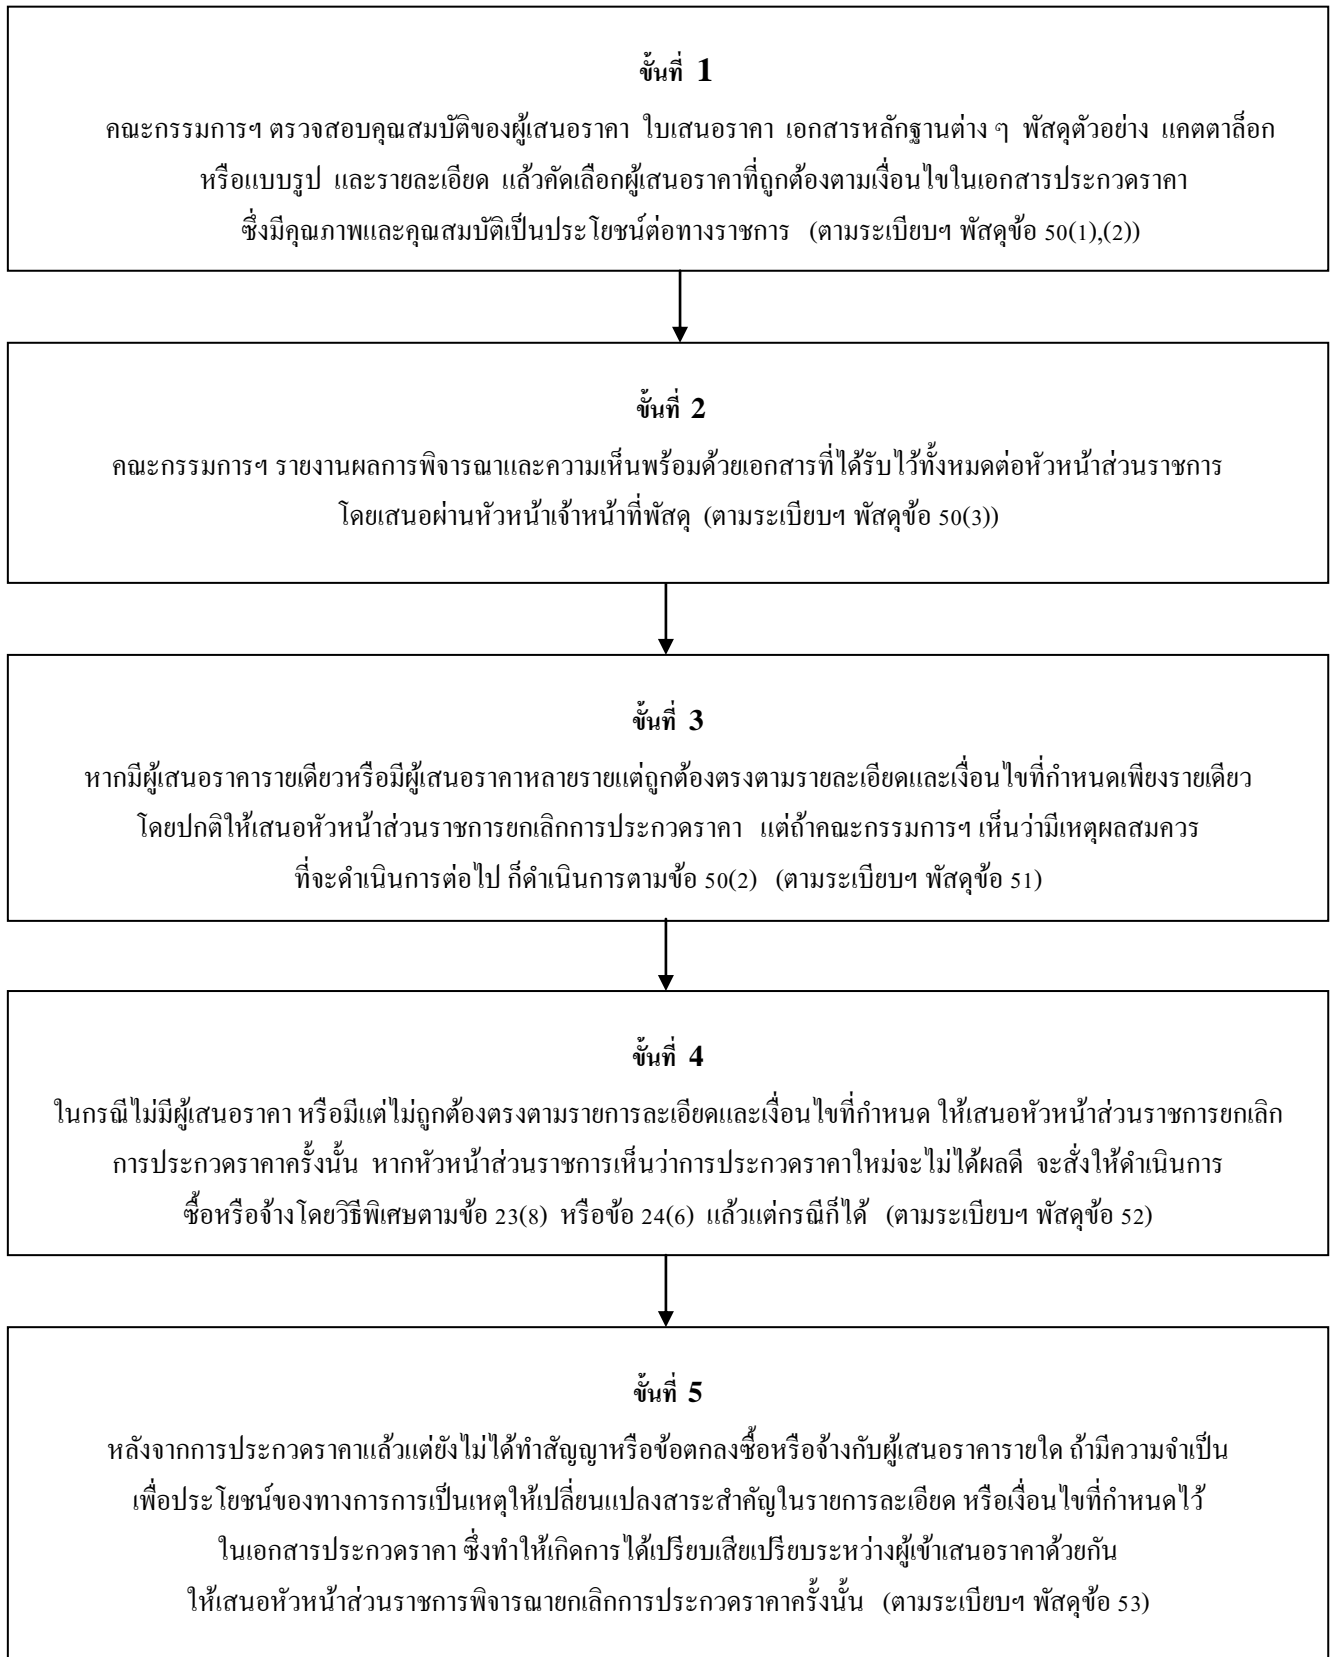 ขั้นที่ 1
คณะกรรมการฯ ตรวจสอบคุณสมบัติของผู้เสนอราคา ใบเสนอราคา เอกสารหลักฐานต่าง ๆ พัสดุตัวอย่าง แคตตาล็อก
หรือแบบรูป และรายละเอียด แล้วคัดเลือกผู้เสนอราคาที่ถูกต้องตามเงื่อนไขในเอกสารประกวดราคา
ซึ่งมีคุณภาพและคุณสมบัติเป็นประโยชน์ต่อทางราชการ (ตามระเบียบฯ พัสดุข้อ 50(1),(2))
ขั้นที่ 2
คณะกรรมการฯ รายงานผลการพิจารณาและความเห็นพร้อมด้วยเอกสารที่ได้รับไว้ทั้งหมดต่อหัวหน้าส่วนราชการ
โดยเสนอผ่านหัวหน้าเจ้าหน้าที่พัสดุ (ตามระเบียบฯ พัสดุข้อ 50(3))
ขั้นที่ 3
หากมีผู้เสนอราคารายเดียวหรือมีผู้เสนอราคาหลายรายแต่ถูกต้องตรงตามรายละเอียดและเงื่อนไขที่กำหนดเพียงรายเดียว
โดยปกติให้เสนอหัวหน้าส่วนราชการยกเลิกการประกวดราคา แต่ถ้าคณะกรรมการฯ เห็นว่ามีเหตุผลสมควร
ที่จะดำเนินการต่อไป ก็ดำเนินการตามข้อ 50(2) (ตามระเบียบฯ พัสดุข้อ 51)
ขั้นที่ 4
ในกรณีไม่มีผู้เสนอราคา หรือมีแต่ไม่ถูกต้องตรงตามรายการละเอียดและเงื่อนไขที่กำหนด ให้เสนอหัวหน้าส่วนราชการยกเลิก
การประกวดราคาครั้งนั้น หากหัวหน้าส่วนราชการเห็นว่าการประกวดราคาใหม่จะไม่ได้ผลดี จะสั่งให้ดำเนินการ
ซื้อหรือจ้างโดยวิธีพิเศษตามข้อ 23(8) หรือข้อ 24(6) แล้วแต่กรณีก็ได้ (ตามระเบียบฯ พัสดุข้อ 52)
ขั้นที่ 5
หลังจากการประกวดราคาแล้วแต่ยังไม่ได้ทำสัญญาหรือข้อตกลงซื้อหรือจ้างกับผู้เสนอราคารายใด ถ้ามีความจำเป็น
เพื่อประโยชน์ของทางการการเป็นเหตุให้เปลี่ยนแปลงสาระสำคัญในรายการละเอียด หรือเงื่อนไขที่กำหนดไว้
ในเอกสารประกวดราคา ซึ่งทำให้เกิดการได้เปรียบเสียเปรียบระหว่างผู้เข้าเสนอราคาด้วยกัน
ให้เสนอหัวหน้าส่วนราชการพิจารณายกเลิกการประกวดราคาครั้งนั้น (ตามระเบียบฯ พัสดุข้อ 53)